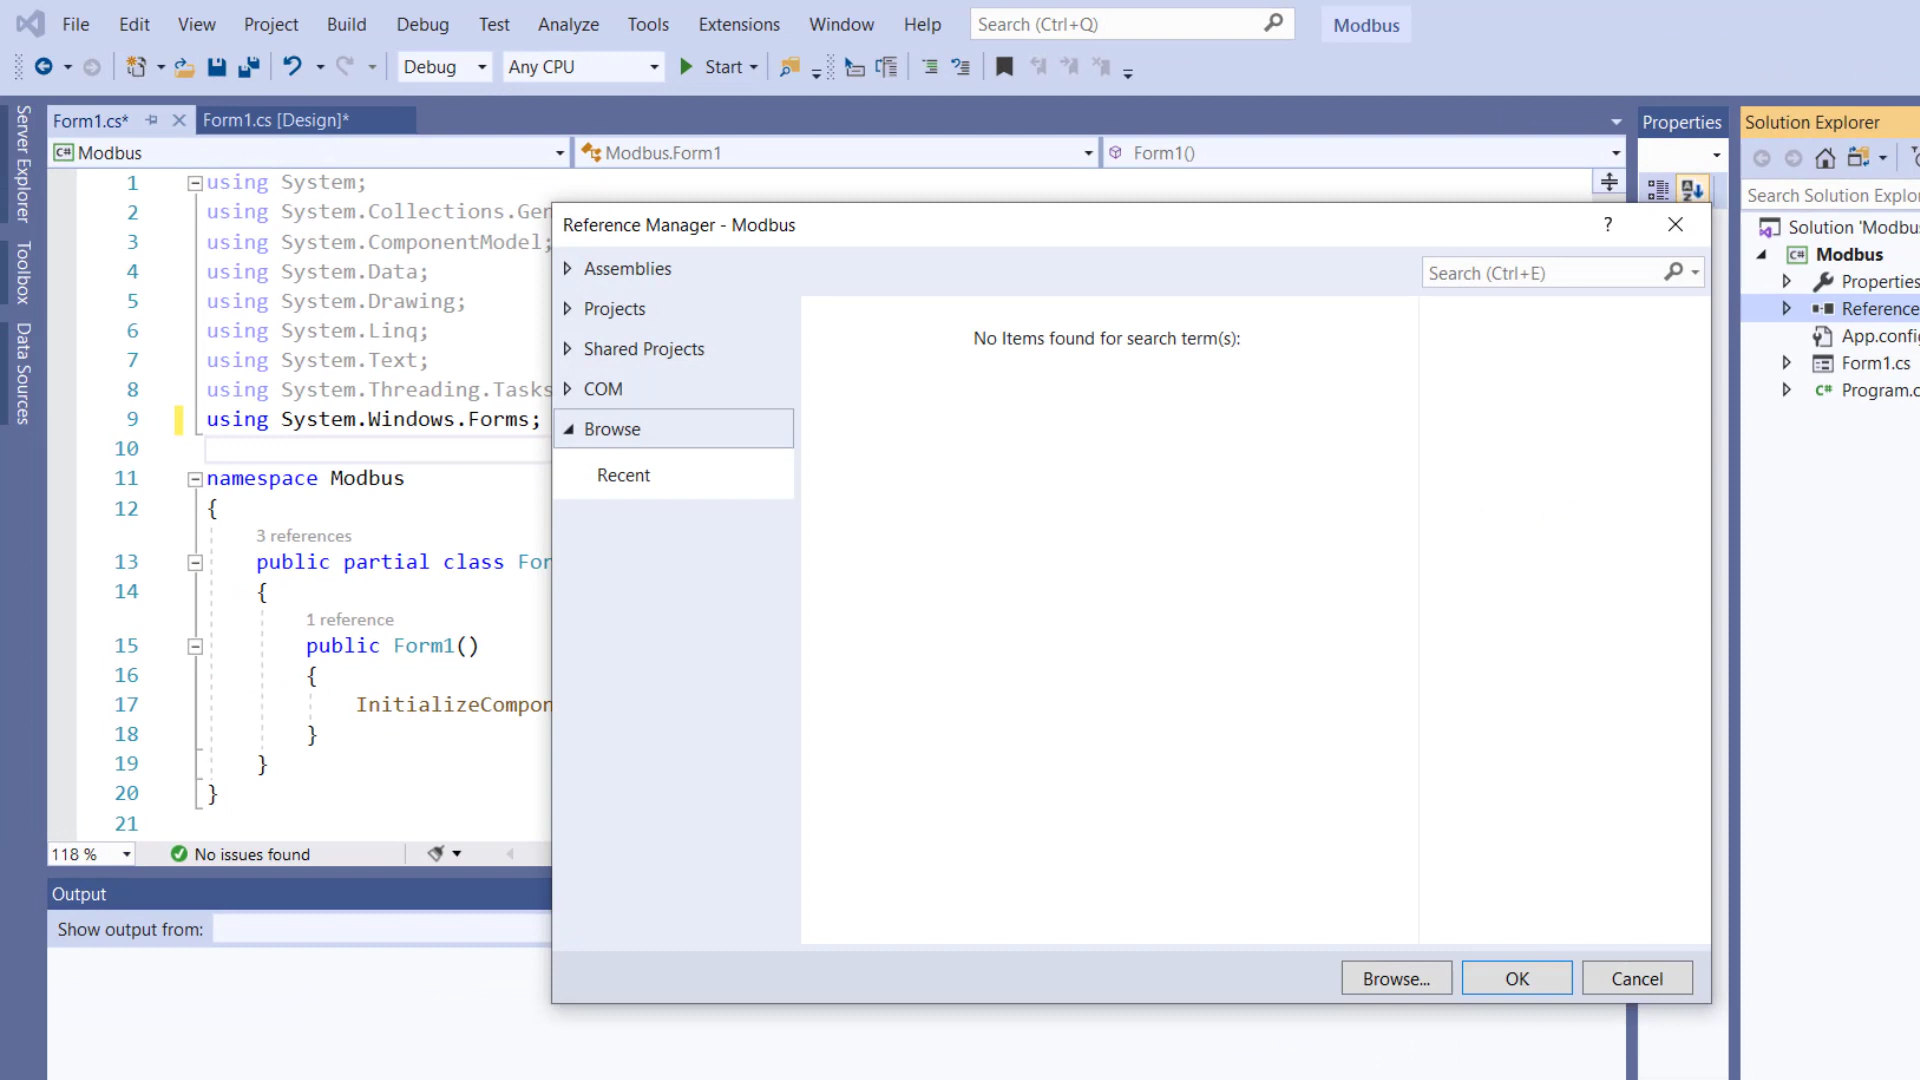 File Edit View Project Build Debug Test Analyze Tools Extensions Window Help Search (Ctrl+Q) Modbus
Debug Any CPU Start
Server Explorer
Toolbox
Data Sources
Form1.cs* Form1.cs [Design]*
C# Modbus Modbus.Form1 Form1()
1 using System;
2 using System.Collections.Gen
3 using System.ComponentModel;
4 using System.Data;
5 using System.Drawing;
6 using System.Linq;
7 using System.Text;
8 using System.Threading.Tasks
9 using System.Windows.Forms;
10
11 namespace Modbus
12 {
3 references
13 public partial class For
14 {
1 reference
15 public Form1()
16 {
17 InitializeCompon
18 }
19 }
20 }
21
118 % No issues found
Output
Show output from:
Reference Manager - Modbus ?
Assemblies
Projects
Shared Projects
COM
Browse
Recent
Search (Ctrl+E)
No Items found for search term(s):
Browse... OK Cancel
Properties
Solution Explorer
Search Solution Explo
Solution 'Modbu
C# Modbus
Properties
Reference
App.config
Form1.cs
C# Program.c